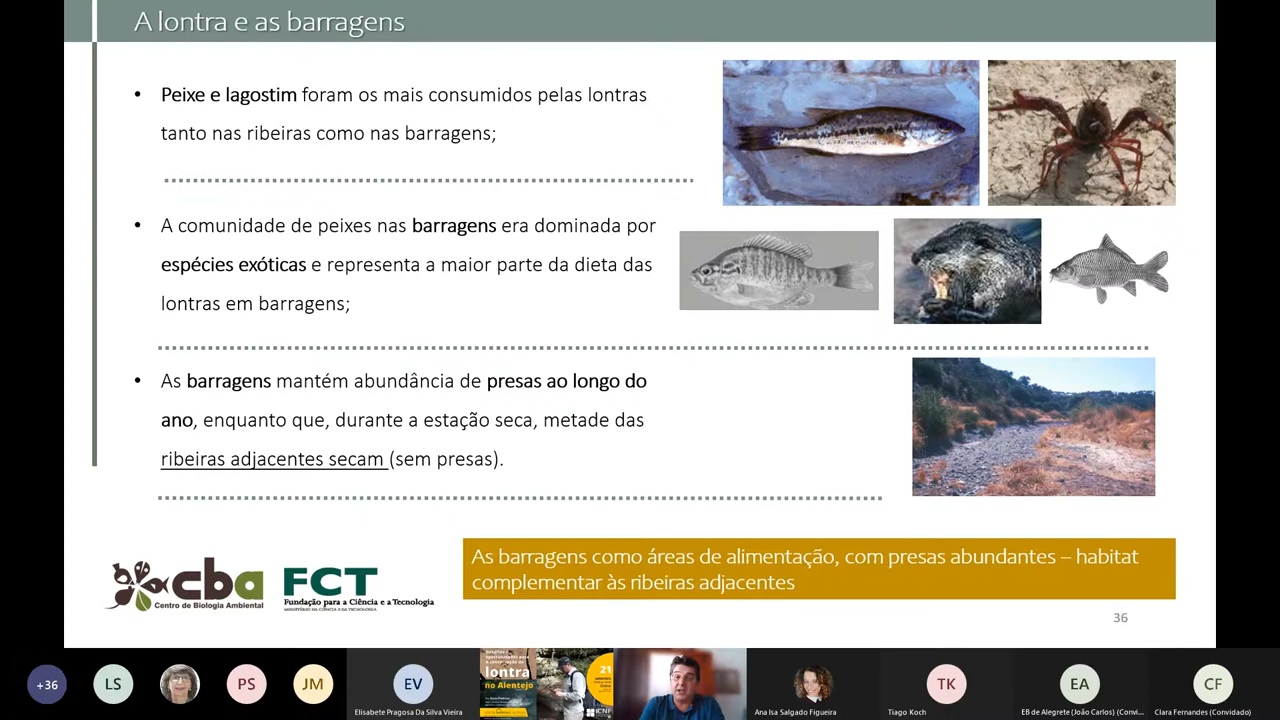 A lontra e as barragens
• Peixe e lagostim foram os mais consumidos pelas lontras
tanto nas ribeiras como nas barragens;
• A comunidade de peixes nas barragens era dominada por
espécies exóticas e representa a maior parte da dieta das
lontras em barragens;
• As barragens mantém abundância de presas ao longo do
ano, enquanto que, durante a estação seca, metade das
ribeiras adjacentes secam (sem presas).
As barragens como áreas de alimentação, com presas abundantes – habitat
complementar às ribeiras adjacentes
cba
Centro de Biologia Ambiental
FCT
Fundação para a Ciência e a Tecnologia
36
+36
LS
PS
JM
EV
Elisabete Pragosa Da Silva Vieira
lontra
no Alentejo
21
ICNF
Ana Isa Salgado Figueira
TK
Tiago Koch
EA
EB de Alegrete (João Carlos) (Convi...
CF
Clara Fernandes (Convidado)